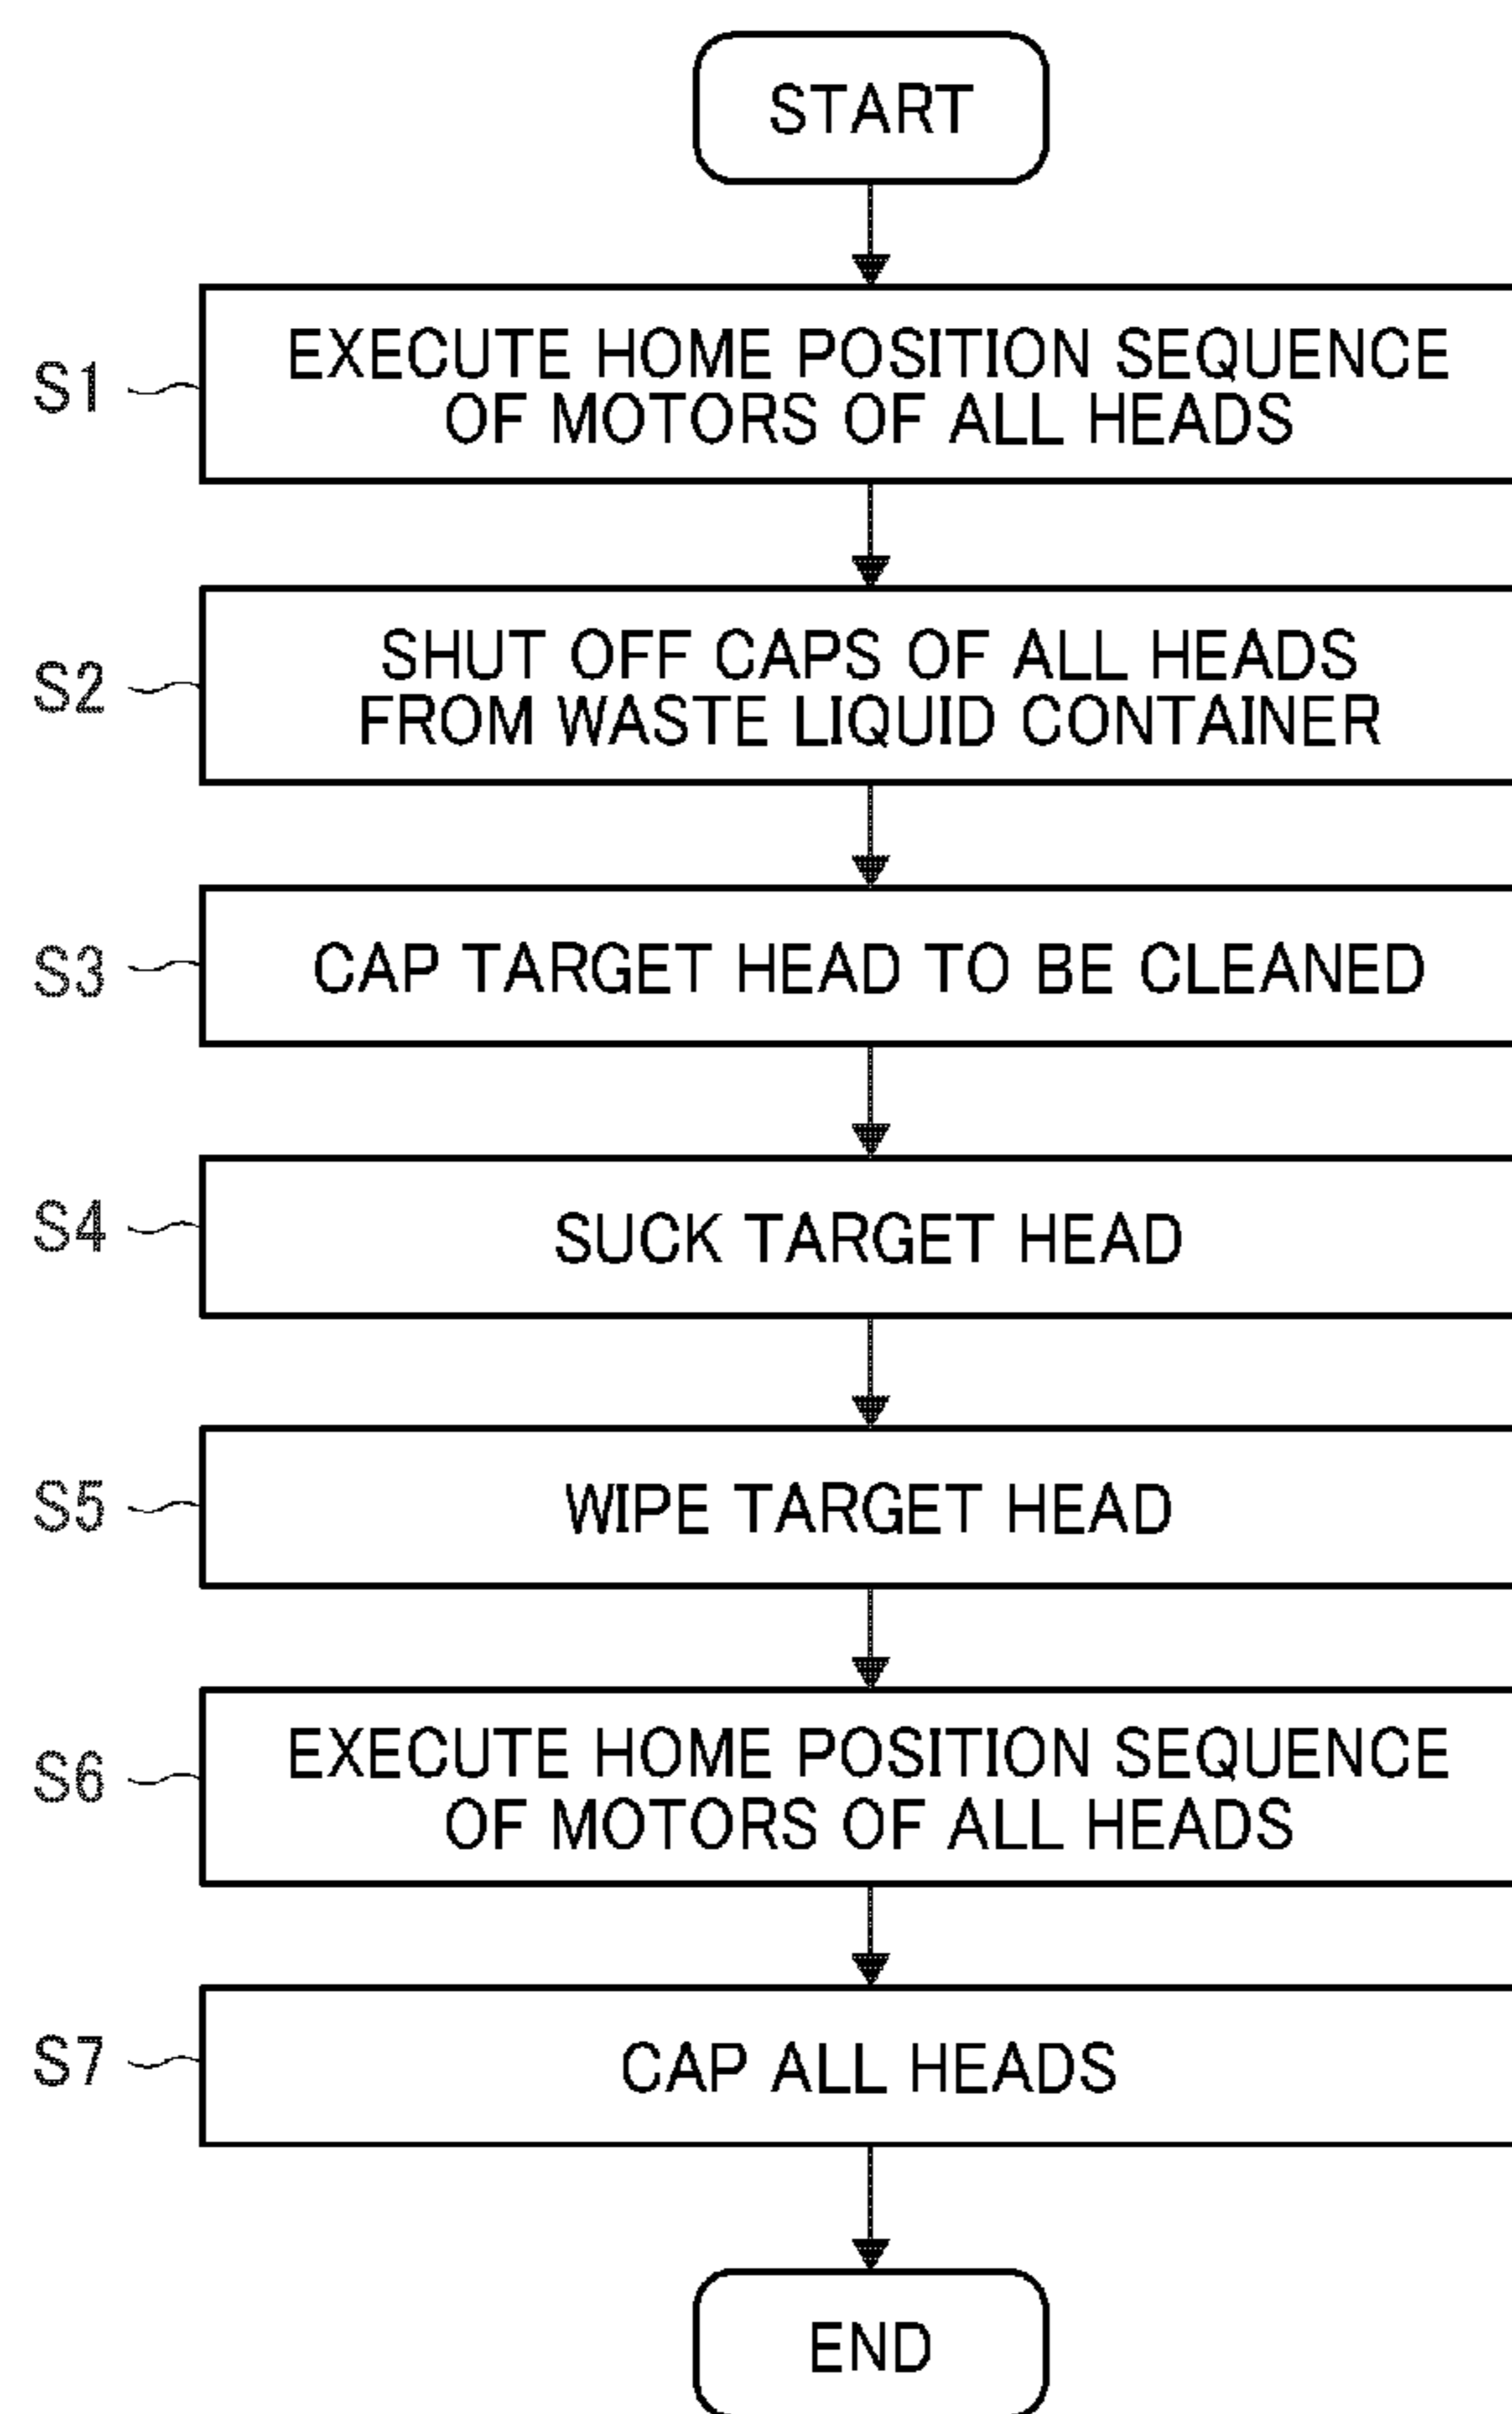 START
S1
EXECUTE HOME POSITION SEQUENCE
OF MOTORS OF ALL HEADS
S2
SHUT OFF CAPS OF ALL HEADS
FROM WASTE LIQUID CONTAINER
S3
CAP TARGET HEAD TO BE CLEANED
S4
SUCK TARGET HEAD
S5
WIPE TARGET HEAD
S6
EXECUTE HOME POSITION SEQUENCE
OF MOTORS OF ALL HEADS
S7
CAP ALL HEADS
END